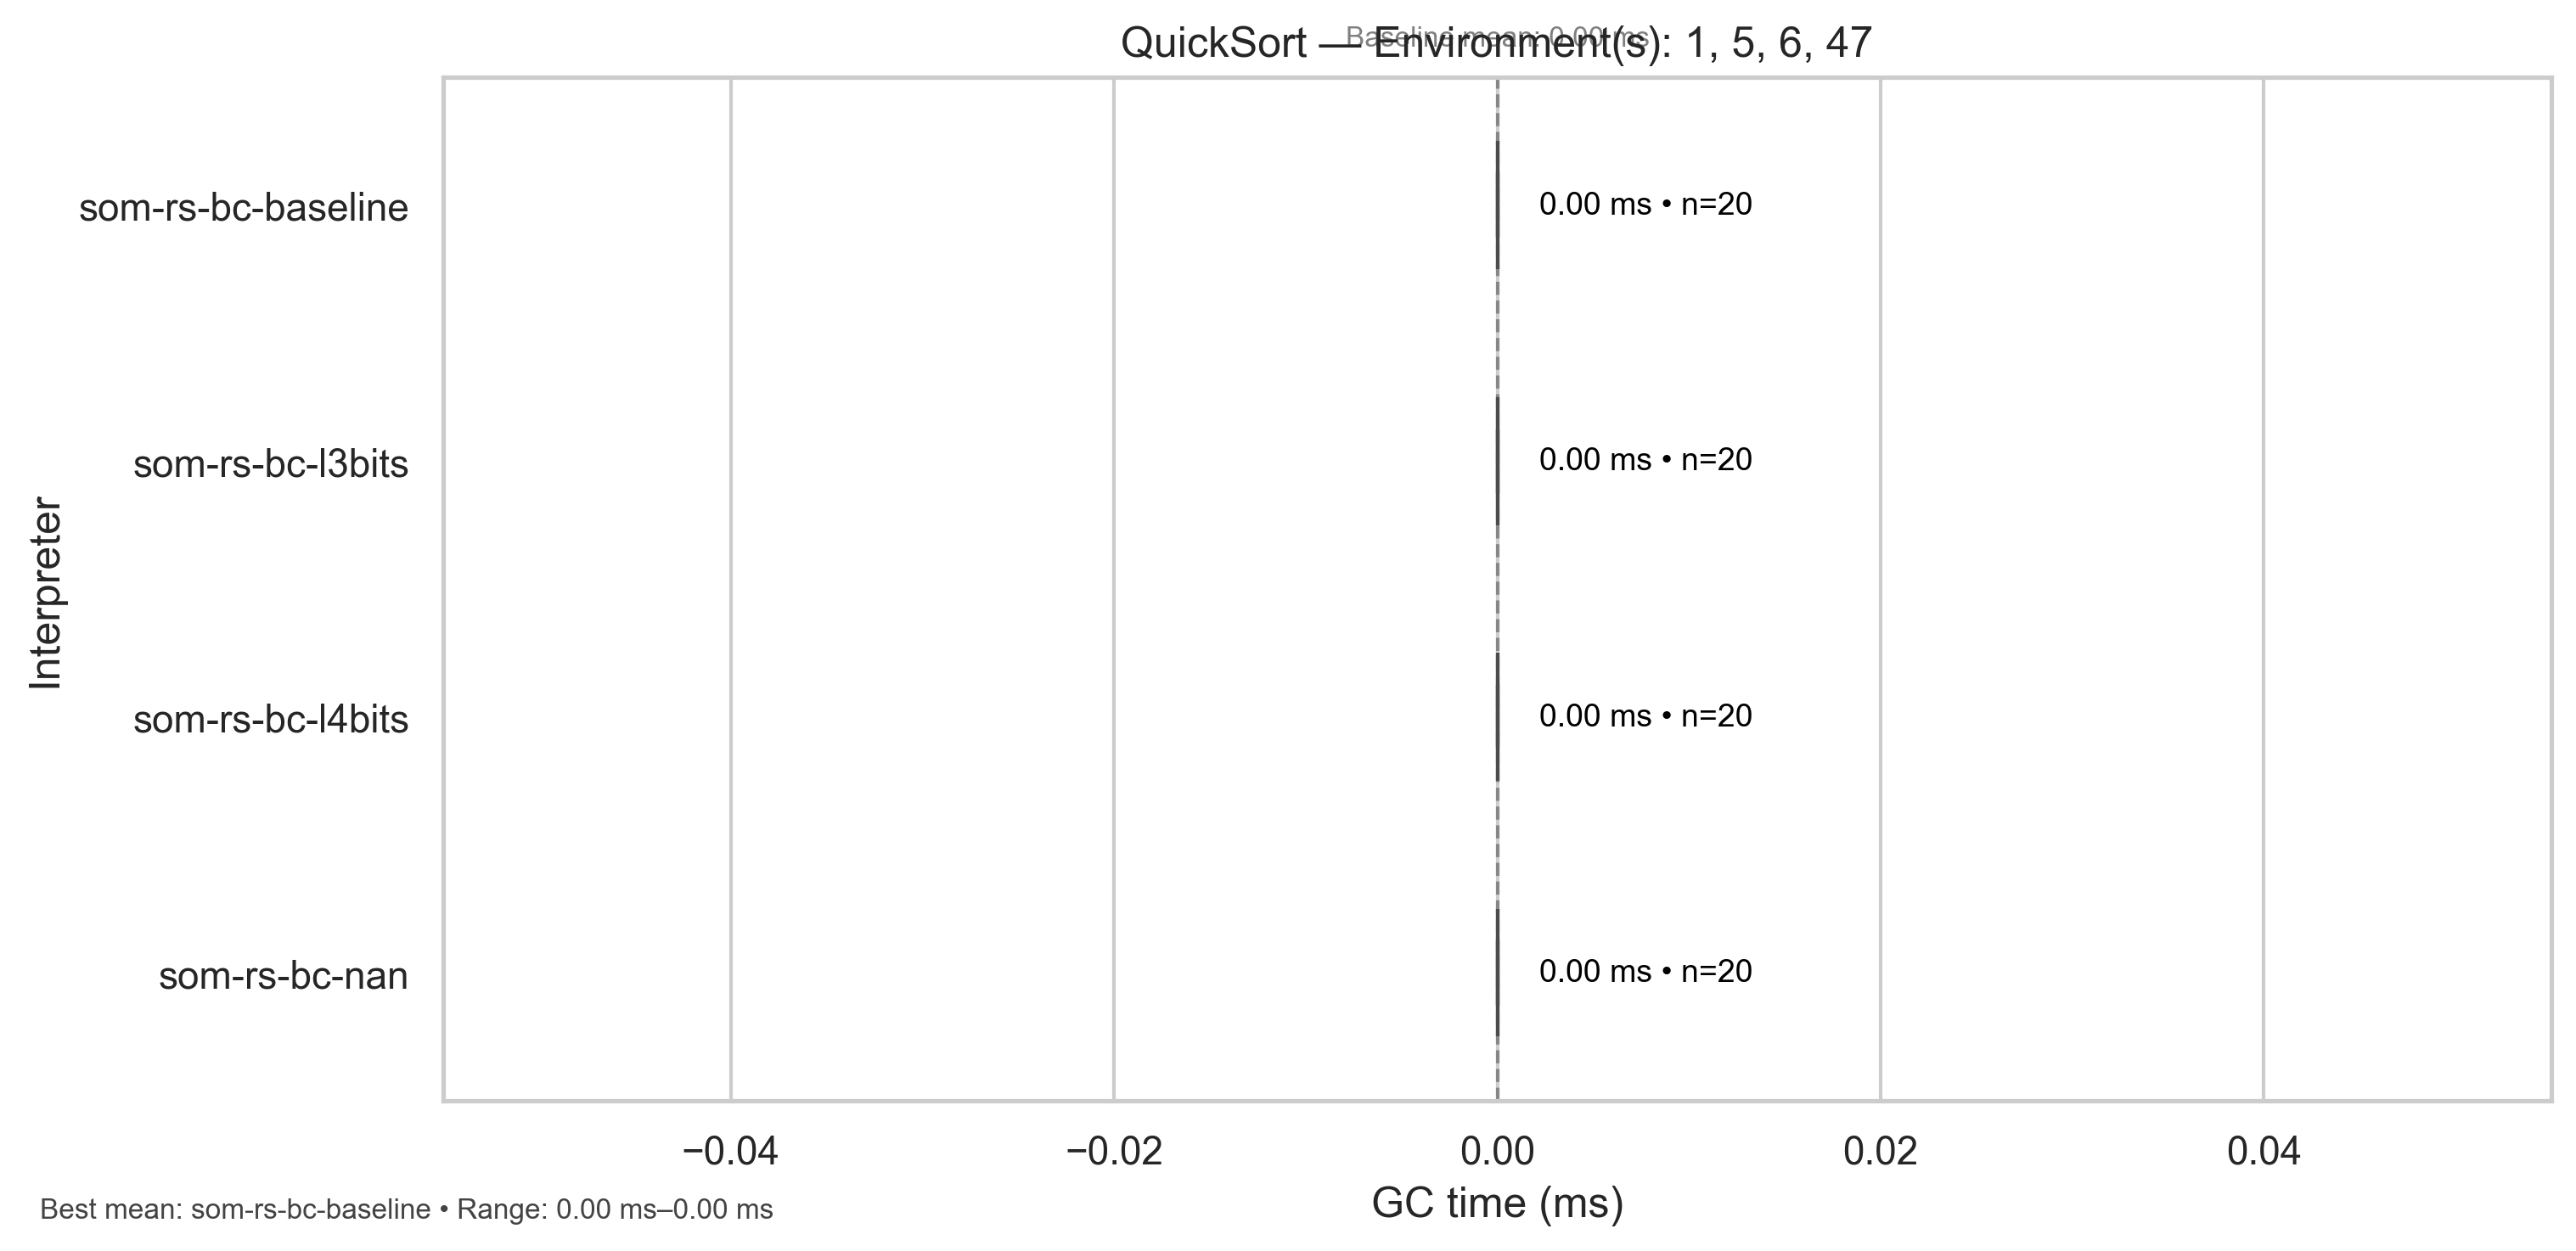 Baseline mean: 0.00 ms
QuickSort — Environment(s): 1, 5, 6, 47
Interpreter
som-rs-bc-baseline
0.00 ms • n=20
som-rs-bc-l3bits
0.00 ms • n=20
som-rs-bc-l4bits
0.00 ms • n=20
som-rs-bc-nan
0.00 ms • n=20
−0.04 −0.02 0.00 0.02 0.04
GC time (ms)
Best mean: som-rs-bc-baseline • Range: 0.00 ms–0.00 ms